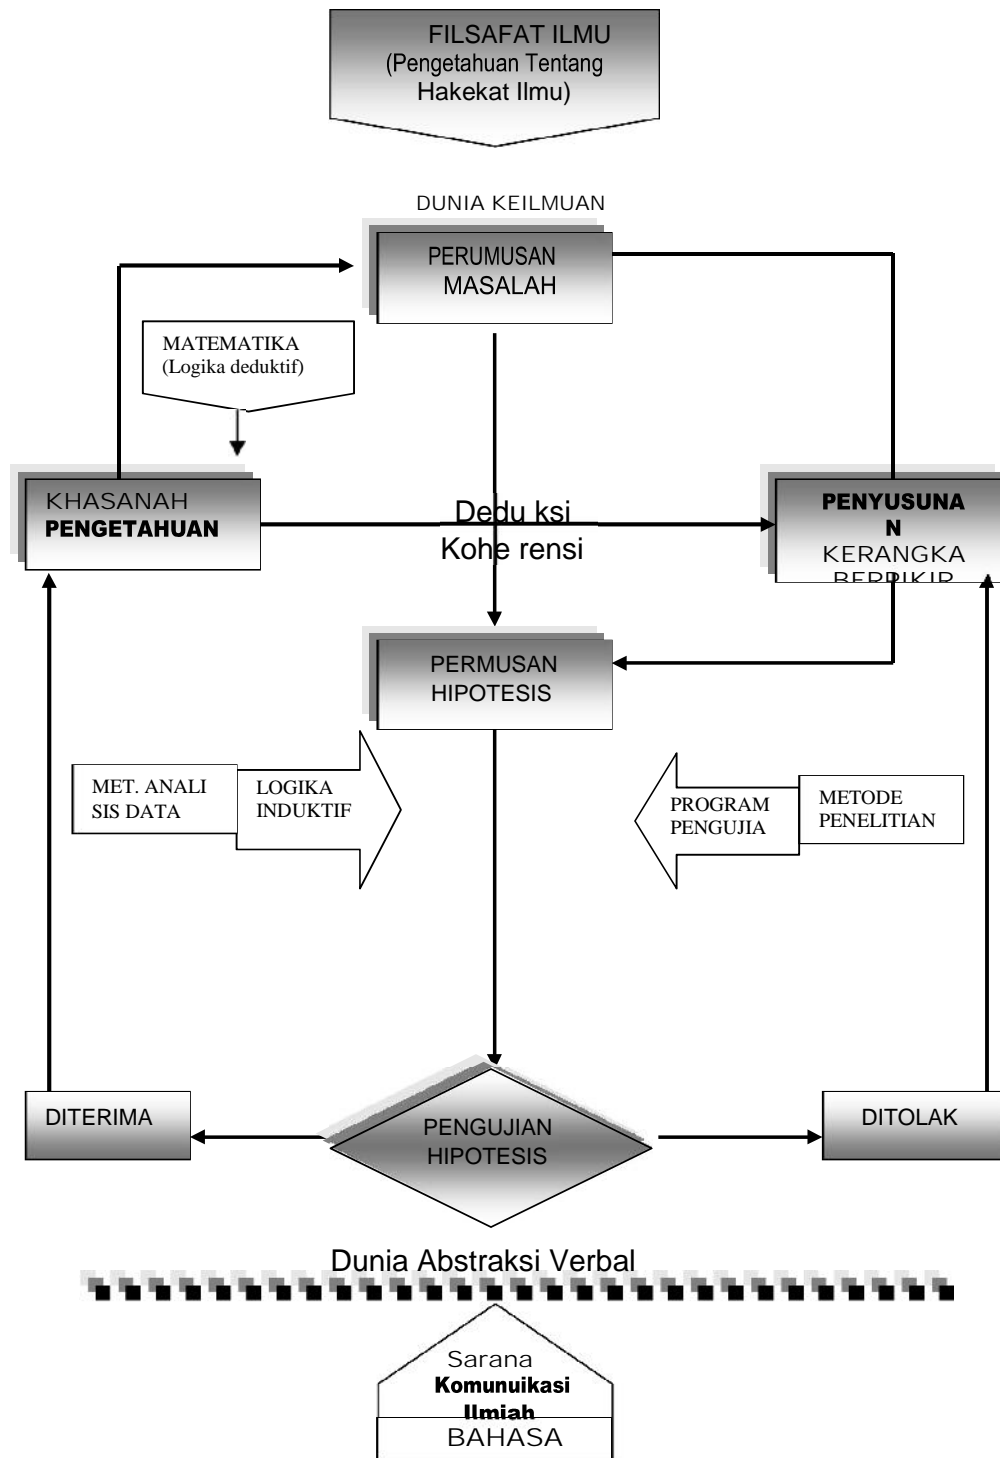 FILSAFAT ILMU
(Pengetahuan Tentang
Hakekat Ilmu)
DUNIA KEILMUAN
PERUMUSAN
MASALAH
MATEMATIKA
(Logika deduktif)
KHASANAH
PENGETAHUAN
Dedu ksi
Kohe rensi
PENYUSUNA
N
KERANGKA
BERPIKIR
PERMUSAN
HIPOTESIS
MET. ANALI
SIS DATA
LOGIKA
INDUKTIF
PROGRAM
PENGUJIA
METODE
PENELITIAN
DITERIMA
PENGUJIAN
HIPOTESIS
DITOLAK
Dunia Abstraksi Verbal
Sarana
Komunuikasi
Ilmiah
BAHASA